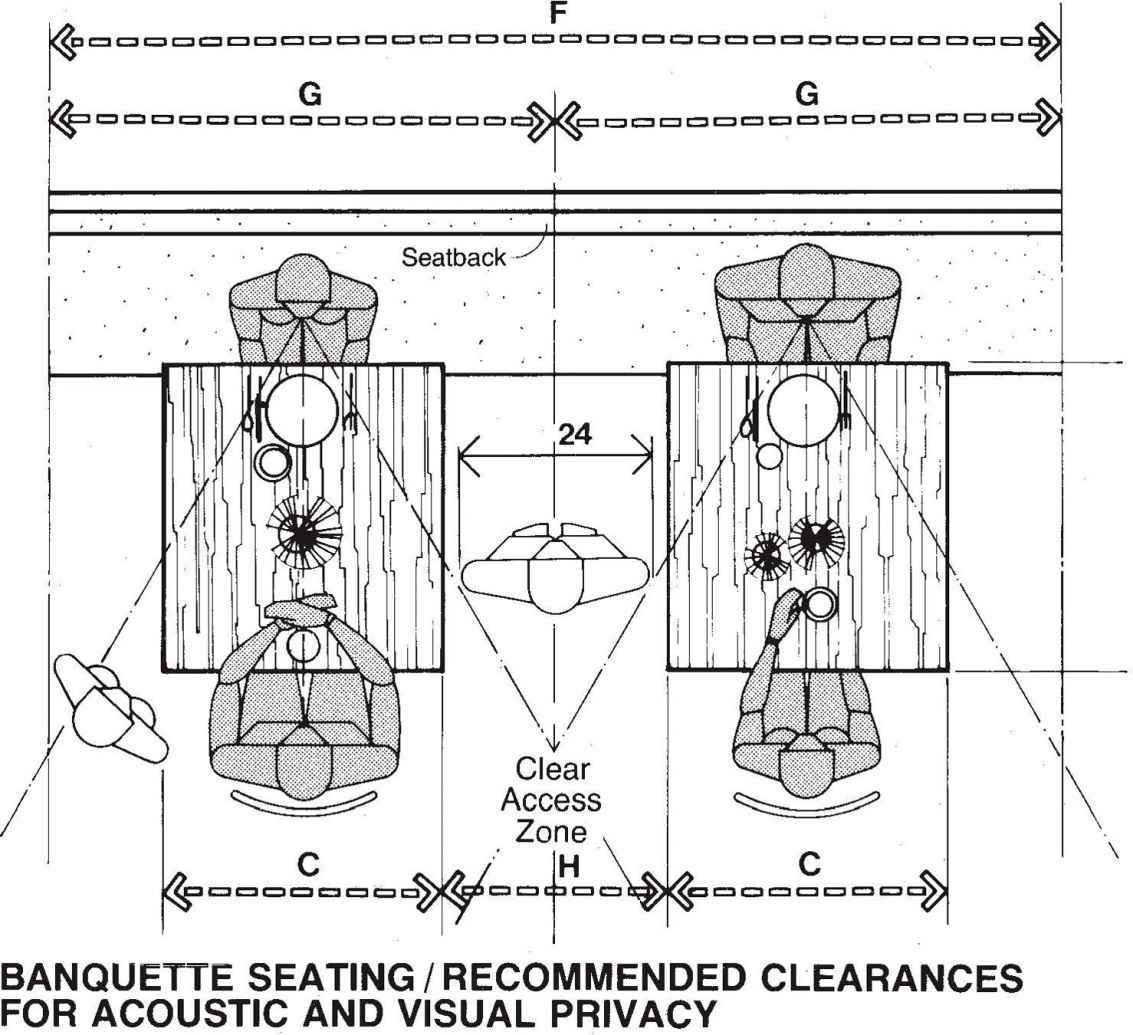 F
G G
Seatback
24
Clear
Access
Zone
C H C
BANQUETTE SEATING / RECOMMENDED CLEARANCES
FOR ACOUSTIC AND VISUAL PRIVACY